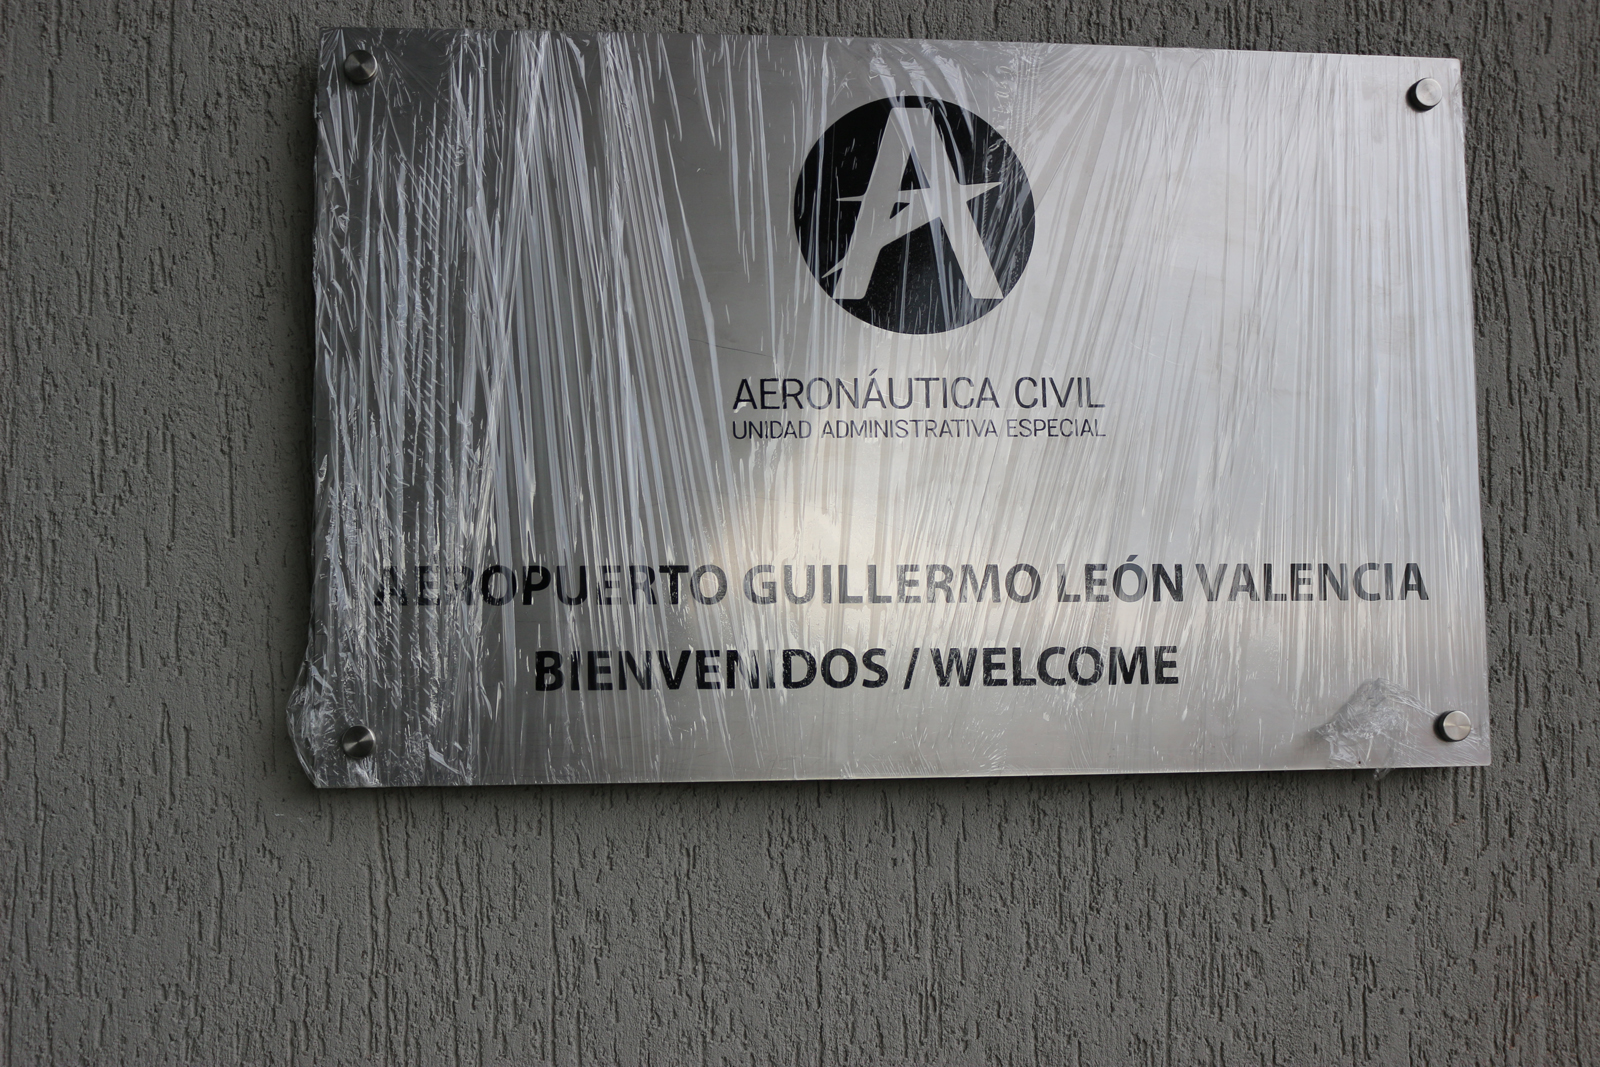 A
AERONÁUTICA CIVIL
UNIDAD ADMINISTRATIVA ESPECIAL
AEROPUERTO GUILLERMO LEÓN VALENCIA
BIENVENIDOS / WELCOME